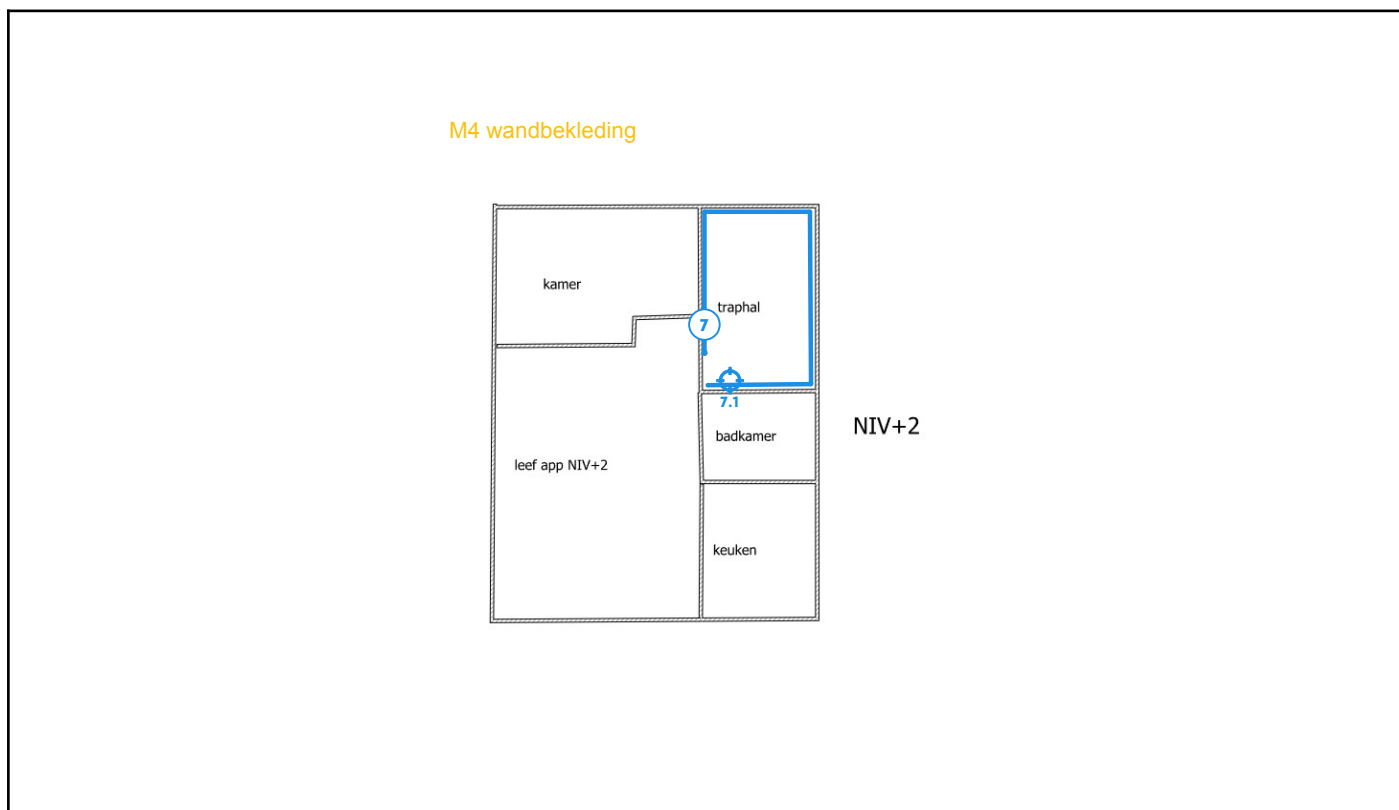 M4 wandbekleding
kamer
traphal
7
7.1
badkamer
NIV+2
leef app NIV+2
keuken